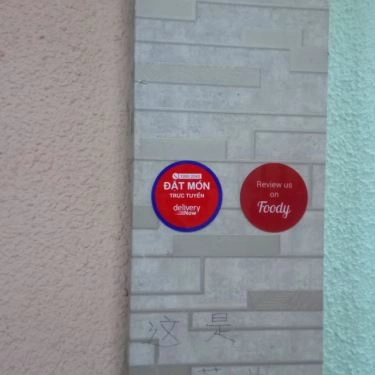 ĐẶT MÓN
TRỰC TUYẾN
delivery
Now
Review us
on
Foody
这是